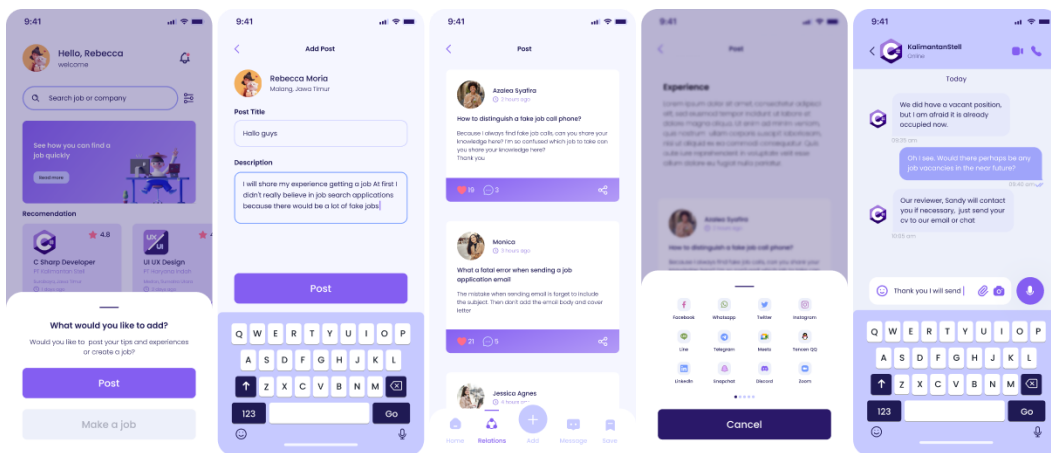 9:41
Hello, Rebecca
welcome
Search job or company
See how you can find a
job quickly
Read more
Recomendation
4.8
C Sharp Developer
UI UX Design
What would you like to add?
Would you like to post your tips and experiences
or create a job?
Post
Make a job
9:41
Add Post
Rebecca Moria
Malang, Jawa Timur
Post Title
Hallo guys
Description
I will share my experience getting a job At first I
didn't really believe in job search applications
because there would be a lot of fake jobs
Post
Q W E R T Y U I O P
A S D F G H J K L
Z X C V B N M
123
Go
9:41
Post
Azalea Syafira
2 hours ago
How to distinguish a fake job call phone?
Because I always find fake job calls, can you share your
knowledge here? I'm so confused which job to take can
you share your knowledge here?
Thank you
19
3
Monica
3 hours ago
What a fatal error when sending a job
application email
The mistake when sending email is forget to include
the subject. Then don't add the email body and cover
letter
21
5
Jessica Agnes
4 hours ago
Home
Relations
Add
Message
Save
9:41
Post
Experience
Azalea Syafira
How to distinguish a fake job call phone?
Facebook
Whatsapp
Twitter
Instagram
Line
Telegram
Meets
Tencen QQ
LinkedIn
Snapchat
Discord
Zoom
Cancel
9:41
KalimantanStell
Online
Today
We did have a vacant position,
but I am afraid it is already
occupied now.
09:35 am
Oh I see. Would there perhaps be any
job vacancies in the near future?
09:40 am
Our reviewer, Sandy will contact
you if necessary, just send your
cv to our email or chat
10:05 am
Thank you I will send
Q W E R T Y U I O P
A S D F G H J K L
Z X C V B N M
123
Go